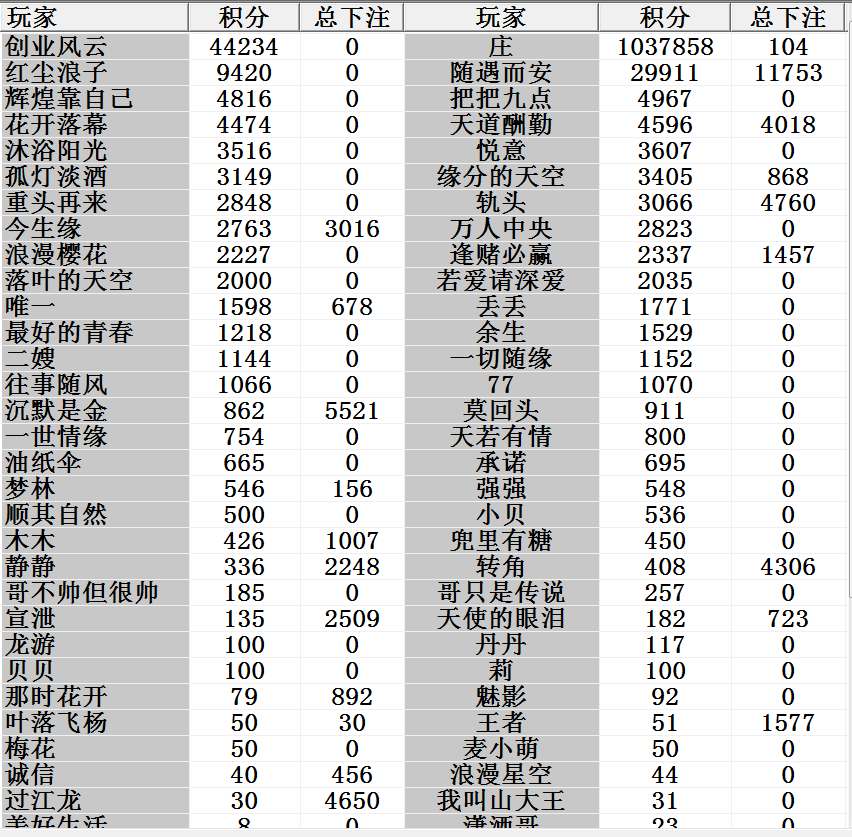 玩家 积分 总下注 玩家 积分 总下注
创业风云 44234 0 庄 1037858 104
红尘浪子 9420 0 随遇而安 29911 11753
辉煌靠自己 4816 0 把把九点 4967 0
花开落幕 4474 0 天道酬勤 4596 4018
沐浴阳光 3516 0 悦意 3607 0
孤灯淡酒 3149 0 缘分的天空 3405 868
重头再来 2848 0 轨头 3066 4760
今生缘 2763 3016 万人中央 2823 0
浪漫樱花 2227 0 逢赌必赢 2337 1457
落叶的天空 2000 0 若爱请深爱 2035 0
唯一 1598 678 丢丢 1771 0
最好的青春 1218 0 余生 1529 0
二嫂 1144 0 一切随缘 1152 0
往事随风 1066 0 77 1070 0
沉默是金 862 5521 莫回头 911 0
一世情缘 754 0 天若有情 800 0
油纸伞 665 0 承诺 695 0
梦林 546 156 强强 548 0
顺其自然 500 0 小贝 536 0
木木 426 1007 兜里有糖 450 0
静静 336 2248 转角 408 4306
哥不帅但很帅 185 0 哥只是传说 257 0
宣泄 135 2509 天使的眼泪 182 723
龙游 100 0 丹丹 117 0
贝贝 100 0 莉 100 0
那时花开 79 892 魅影 92 0
叶落飞杨 50 30 王者 51 1577
梅花 50 0 麦小萌 50 0
诚信 40 456 浪漫星空 44 0
过江龙 30 4650 我叫山大王 31 0
美好生活 8 0 潇洒哥 23 0